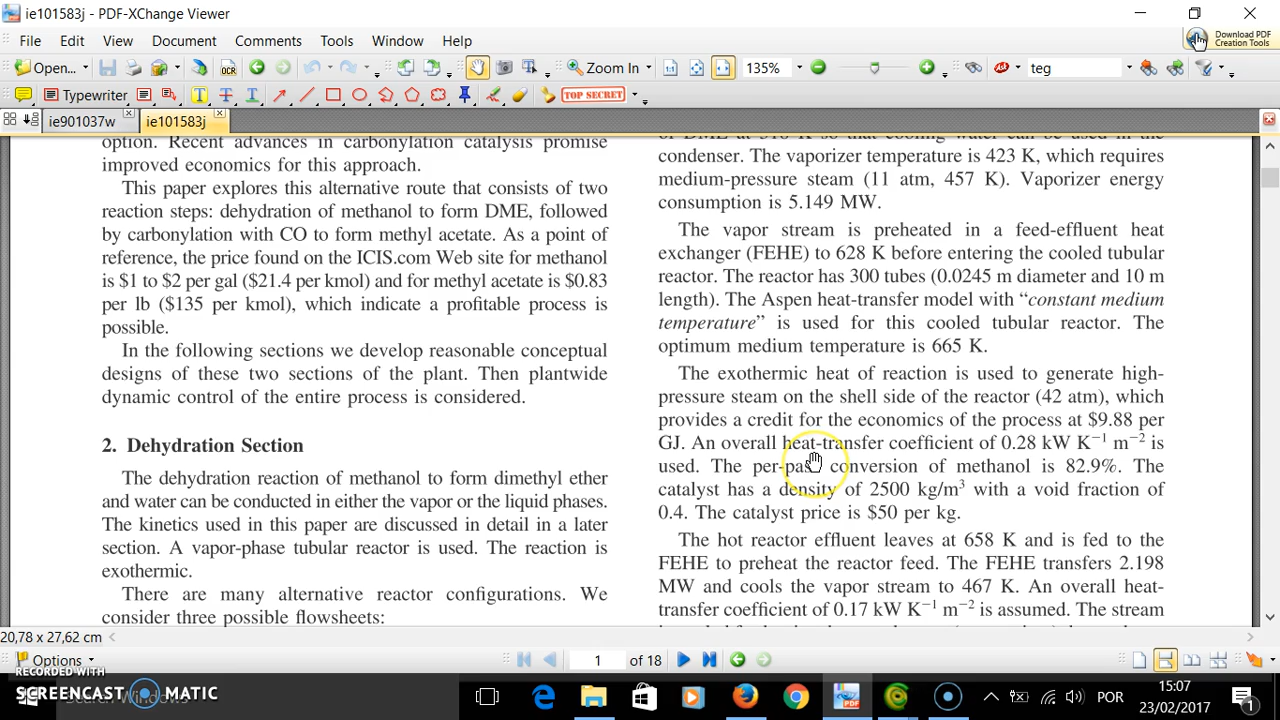 ie101583j - PDF-XChange Viewer
File Edit View Document Comments Tools Window Help
Download PDF
Creation Tools
Open... OCR Zoom In 135% teg
Typewriter TOP SECRET
ie901037w ie101583j
option. Recent advances in carbonylation catalysis promise
improved economics for this approach.
This paper explores this alternative route that consists of two
reaction steps: dehydration of methanol to form DME, followed
by carbonylation with CO to form methyl acetate. As a point of
reference, the price found on the ICIS.com Web site for methanol
is $1 to $2 per gal ($21.4 per kmol) and for methyl acetate is $0.83
per lb ($135 per kmol), which indicate a profitable process is
possible.
In the following sections we develop reasonable conceptual
designs of these two sections of the plant. Then plantwide
dynamic control of the entire process is considered.
2. Dehydration Section
The dehydration reaction of methanol to form dimethyl ether
and water can be conducted in either the vapor or the liquid phases.
The kinetics used in this paper are discussed in detail in a later
section. A vapor-phase tubular reactor is used. The reaction is
exothermic.
There are many alternative reactor configurations. We
consider three possible flowsheets:
of DME at 318 K so that cooling water can be used in the
condenser. The vaporizer temperature is 423 K, which requires
medium-pressure steam (11 atm, 457 K). Vaporizer energy
consumption is 5.149 MW.
The vapor stream is preheated in a feed-effluent heat
exchanger (FEHE) to 628 K before entering the cooled tubular
reactor. The reactor has 300 tubes (0.0245 m diameter and 10 m
length). The Aspen heat-transfer model with “constant medium
temperature” is used for this cooled tubular reactor. The
optimum medium temperature is 665 K.
The exothermic heat of reaction is used to generate high-
pressure steam on the shell side of the reactor (42 atm), which
provides a credit for the economics of the process at $9.88 per
GJ. An overall heat-transfer coefficient of 0.28 kW K⁻¹ m⁻² is
used. The per-pass conversion of methanol is 82.9%. The
catalyst has a density of 2500 kg/m³ with a void fraction of
0.4. The catalyst price is $50 per kg.
The hot reactor effluent leaves at 658 K and is fed to the
FEHE to preheat the reactor feed. The FEHE transfers 2.198
MW and cools the vapor stream to 467 K. An overall heat-
transfer coefficient of 0.17 kW K⁻¹ m⁻² is assumed. The stream
20,78 x 27,62 cm
Options 1 of 18
RECORDED WITH
SCREENCAST MATIC
POR
15:07
23/02/2017
1